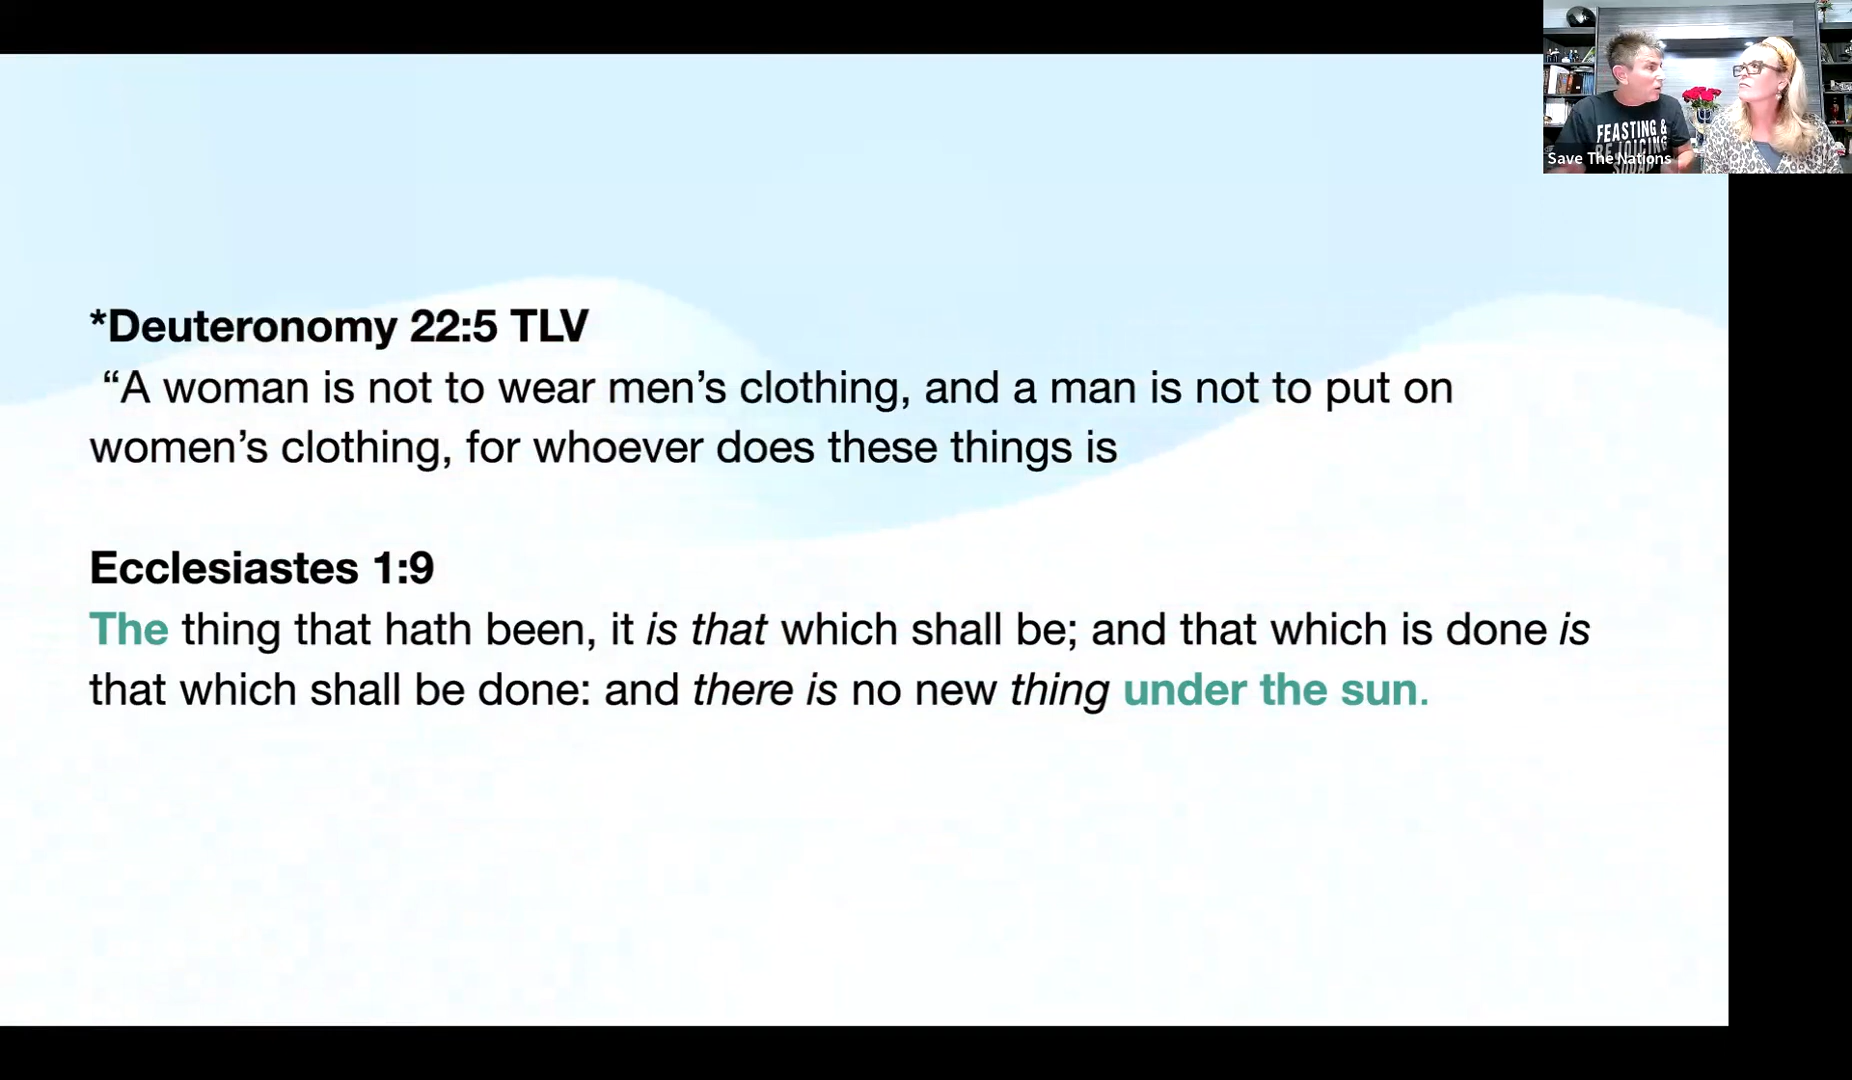 FEASTING &
REJOICING
SQUAD
Save The Nations
*Deuteronomy 22:5 TLV
“A woman is not to wear men’s clothing, and a man is not to put on
women’s clothing, for whoever does these things is
Ecclesiastes 1:9
The thing that hath been, it is that which shall be; and that which is done is
that which shall be done: and there is no new thing under the sun.